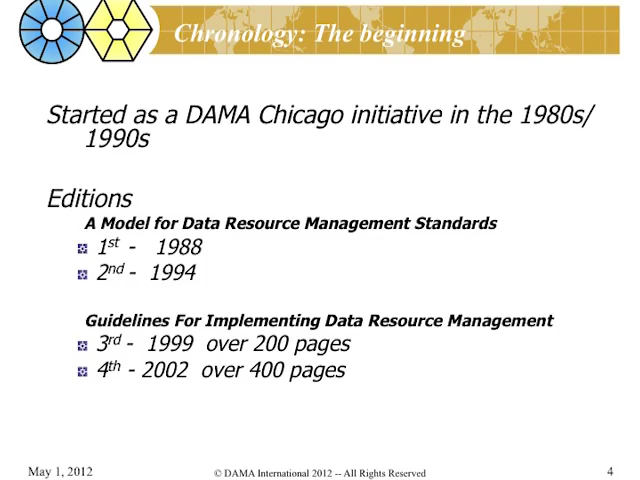 Chronology: The beginning
Started as a DAMA Chicago initiative in the 1980s/
1990s
Editions
A Model for Data Resource Management Standards
1st - 1988
2nd - 1994
Guidelines For Implementing Data Resource Management
3rd - 1999 over 200 pages
4th - 2002 over 400 pages
May 1, 2012
© DAMA International 2012 -- All Rights Reserved
4